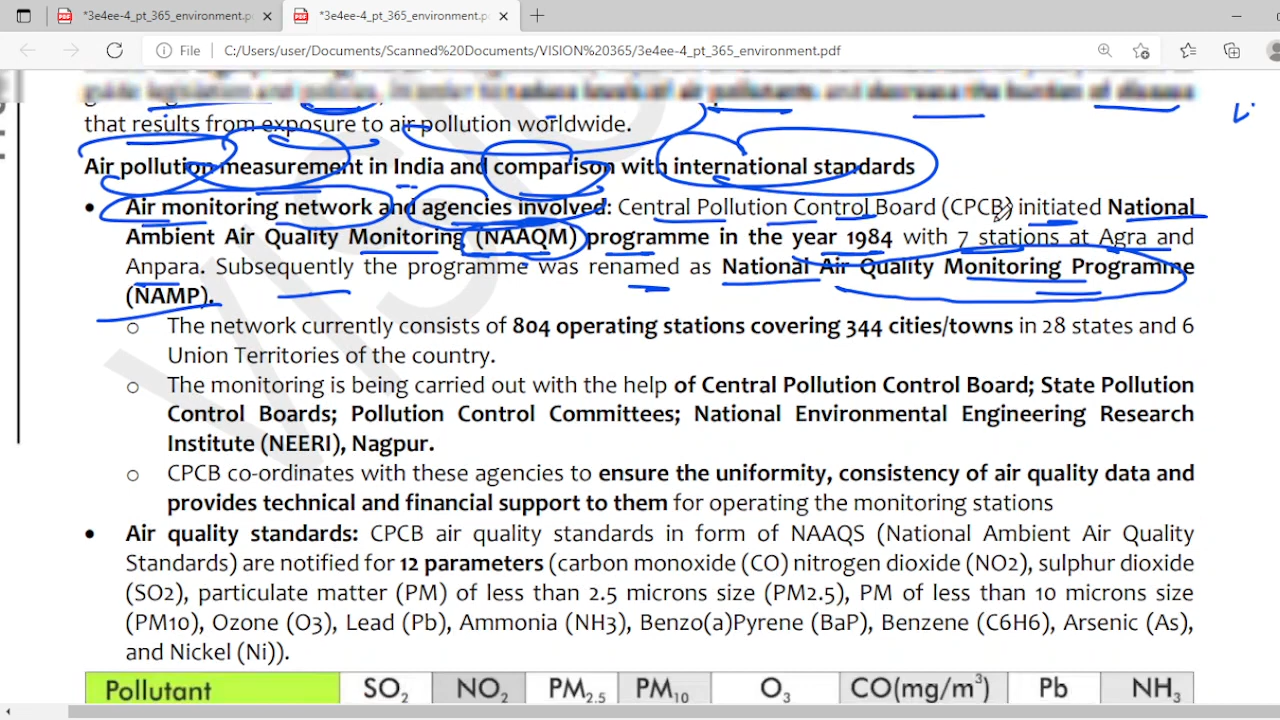 *3e4ee-4_pt_365_environment.p
*3e4ee-4_pt_365_environment.pd
File
C:/Users/user/Documents/Scanned%20Documents/VISION%20365/3e4ee-4_pt_365_environment.pdf
that results from exposure to air pollution worldwide.
Air pollution measurement in India and comparison with international standards
• Air monitoring network and agencies involved: Central Pollution Control Board (CPCB) initiated National
Ambient Air Quality Monitoring (NAAQM) programme in the year 1984 with 7 stations at Agra and
Anpara. Subsequently the programme was renamed as National Air Quality Monitoring Programme
(NAMP).
o The network currently consists of 804 operating stations covering 344 cities/towns in 28 states and 6
Union Territories of the country.
o The monitoring is being carried out with the help of Central Pollution Control Board; State Pollution
Control Boards; Pollution Control Committees; National Environmental Engineering Research
Institute (NEERI), Nagpur.
o CPCB co-ordinates with these agencies to ensure the uniformity, consistency of air quality data and
provides technical and financial support to them for operating the monitoring stations
• Air quality standards: CPCB air quality standards in form of NAAQS (National Ambient Air Quality
Standards) are notified for 12 parameters (carbon monoxide (CO) nitrogen dioxide (NO2), sulphur dioxide
(SO2), particulate matter (PM) of less than 2.5 microns size (PM2.5), PM of less than 10 microns size
(PM10), Ozone (O3), Lead (Pb), Ammonia (NH3), Benzo(a)Pyrene (BaP), Benzene (C6H6), Arsenic (As),
and Nickel (Ni)).
Pollutant SO2 NO2 PM2.5 PM10 O3 CO(mg/m3) Pb NH3